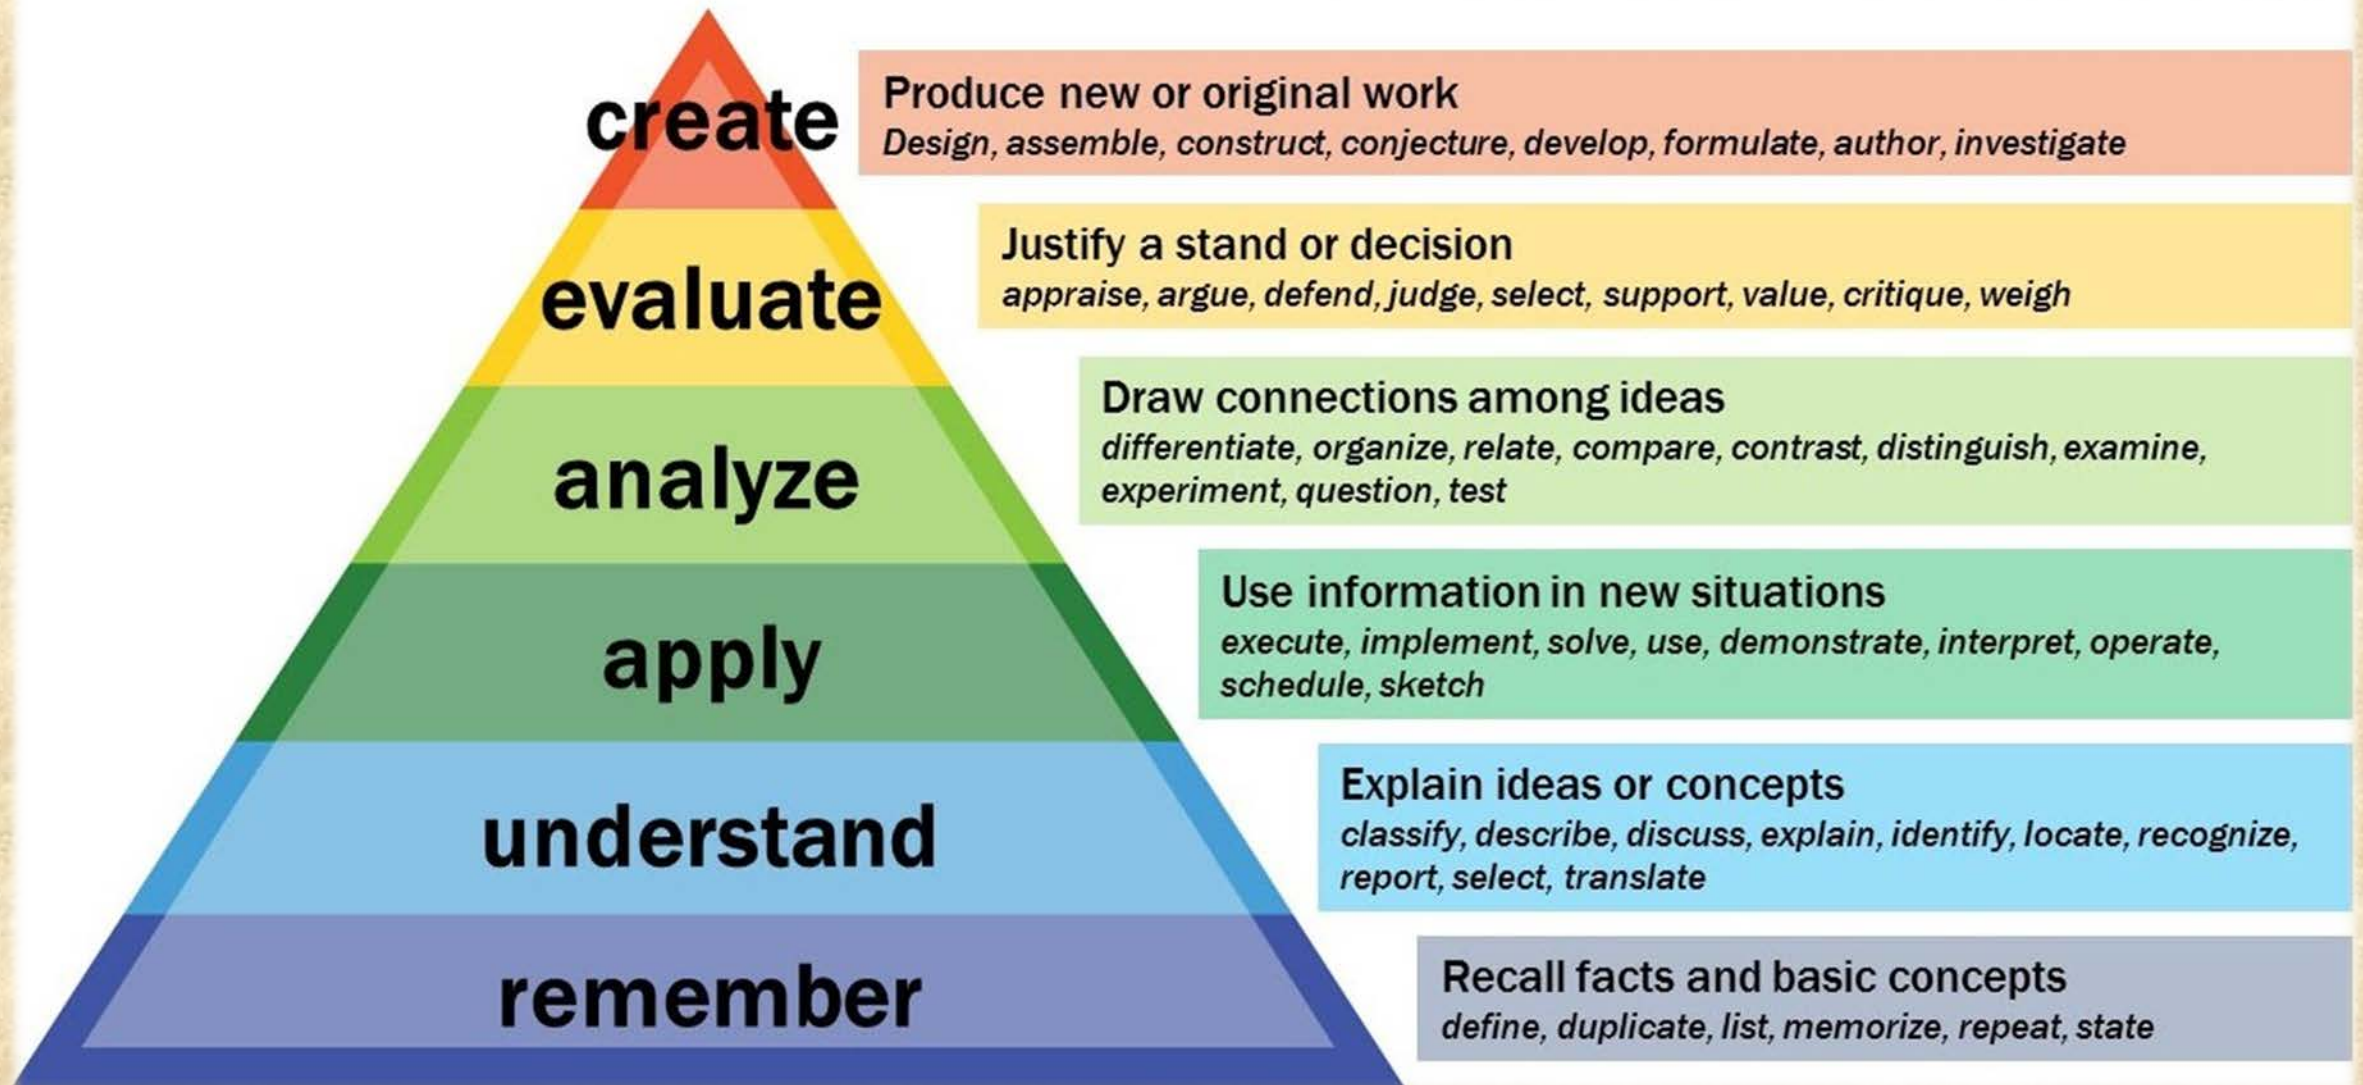 create
Produce new or original work
Design, assemble, construct, conjecture, develop, formulate, author, investigate
evaluate
Justify a stand or decision
appraise, argue, defend, judge, select, support, value, critique, weigh
analyze
Draw connections among ideas
differentiate, organize, relate, compare, contrast, distinguish, examine,
experiment, question, test
apply
Use information in new situations
execute, implement, solve, use, demonstrate, interpret, operate,
schedule, sketch
understand
Explain ideas or concepts
classify, describe, discuss, explain, identify, locate, recognize,
report, select, translate
remember
Recall facts and basic concepts
define, duplicate, list, memorize, repeat, state